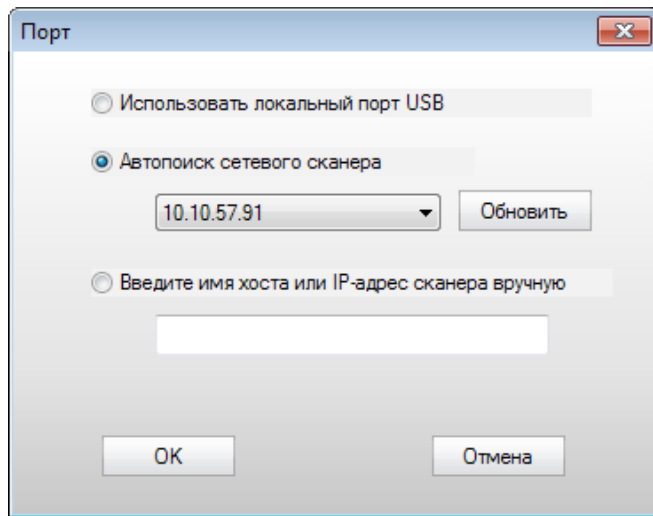 Порт
Использовать локальный порт USB
Автопоиск сетевого сканера
10.10.57.91
Обновить
Введите имя хоста или IP-адрес сканера вручную
OK
Отмена